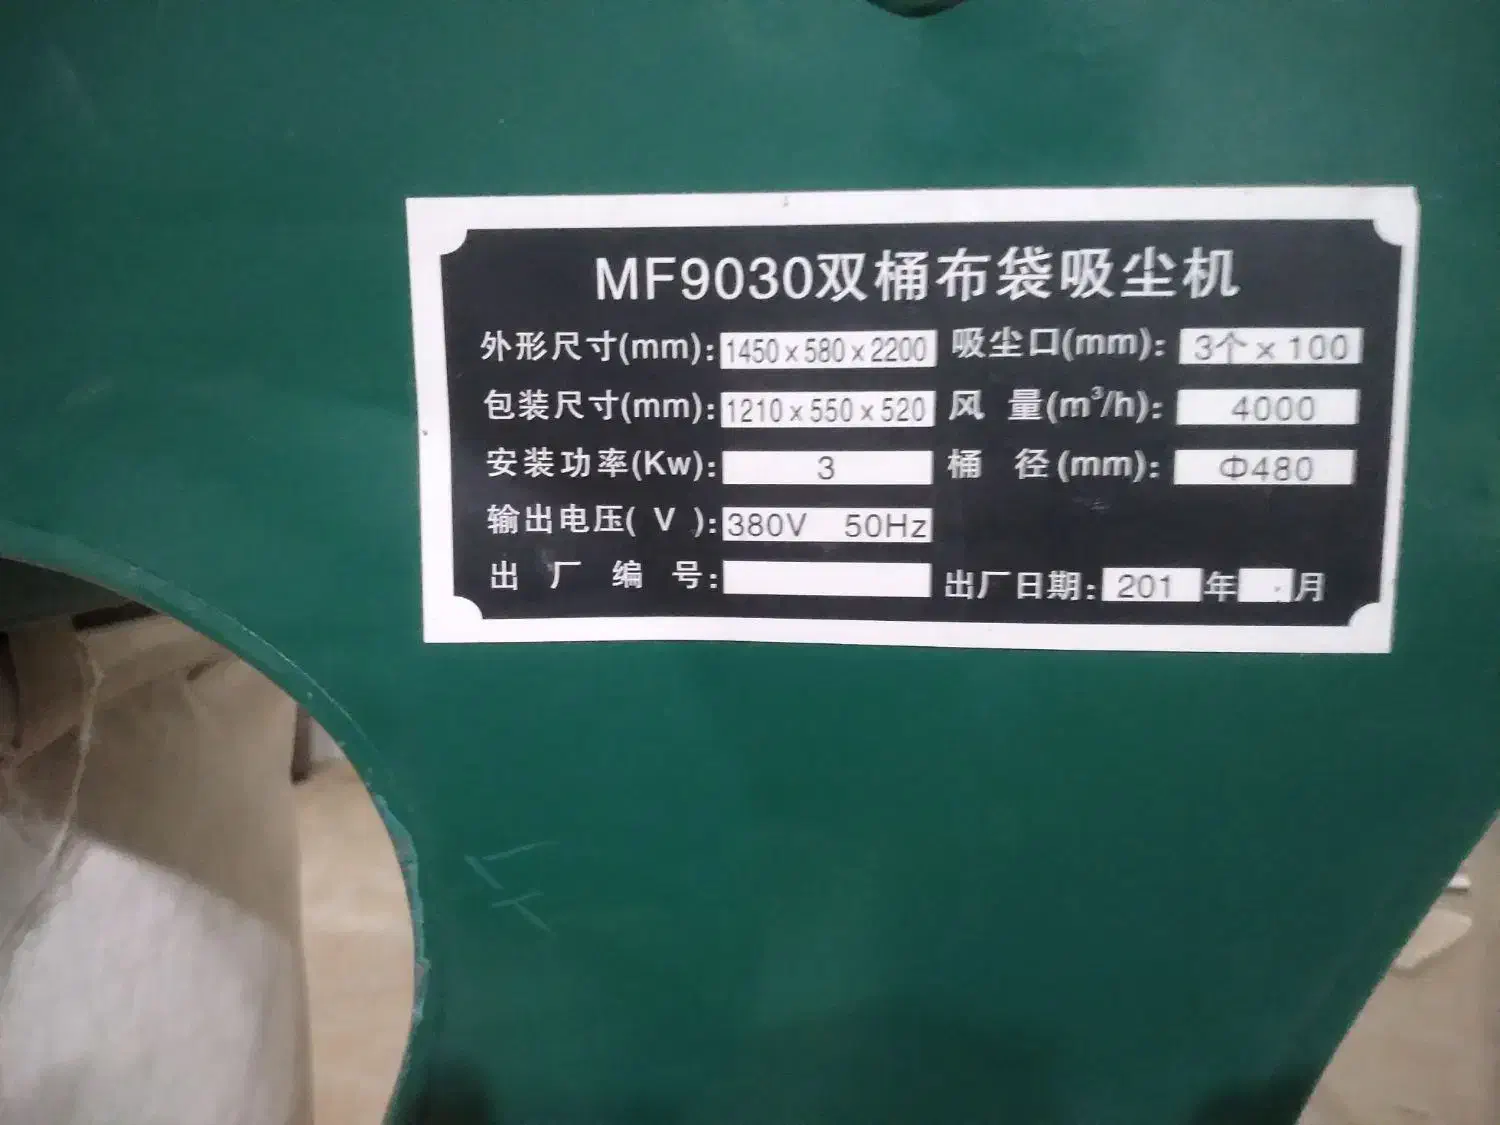 MF9030双桶布袋吸尘机
外形尺寸(mm): 1450×580×2200 吸尘口(mm): 3个×100
包装尺寸(mm): 1210×550×520 风 量(m³/h): 4000
安装功率(Kw): 3 桶 径(mm): Φ480
输出电压( V ): 380V 50Hz
出 厂 编 号: 出厂日期: 201 年 月